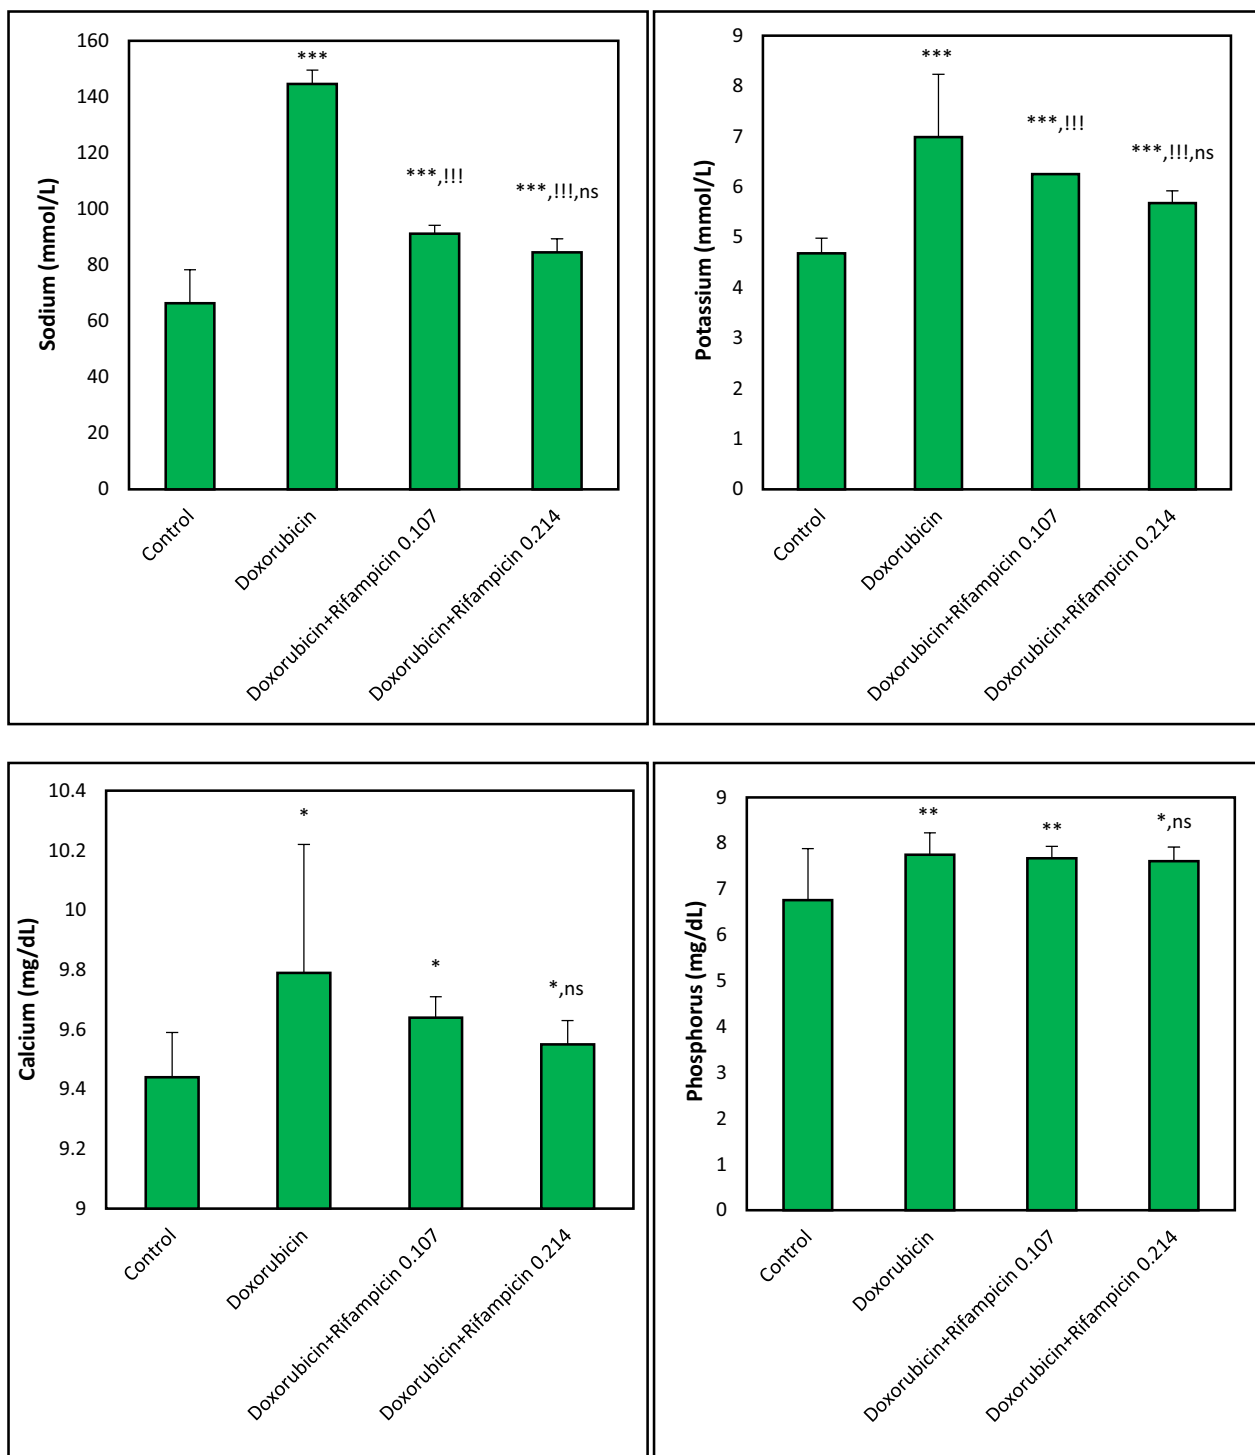 Sodium (mmol/L)
160
140
120
100
80
60
40
20
0
***
***,!!!
***,!!!,ns
Control
Doxorubicin
Doxorubicin+Rifampicin 0.107
Doxorubicin+Rifampicin 0.214
Potassium (mmol/L)
9
8
7
6
5
4
3
2
1
0
***
***,!!!
***,!!!,ns
Control
Doxorubicin
Doxorubicin+Rifampicin 0.107
Doxorubicin+Rifampicin 0.214
Calcium (mg/dL)
10.4
10.2
10
9.8
9.6
9.4
9.2
9
*
*
*,ns
Control
Doxorubicin
Doxorubicin+Rifampicin 0.107
Doxorubicin+Rifampicin 0.214
Phosphorus (mg/dL)
9
8
7
6
5
4
3
2
1
0
**
**
*,ns
Control
Doxorubicin
Doxorubicin+Rifampicin 0.107
Doxorubicin+Rifampicin 0.214